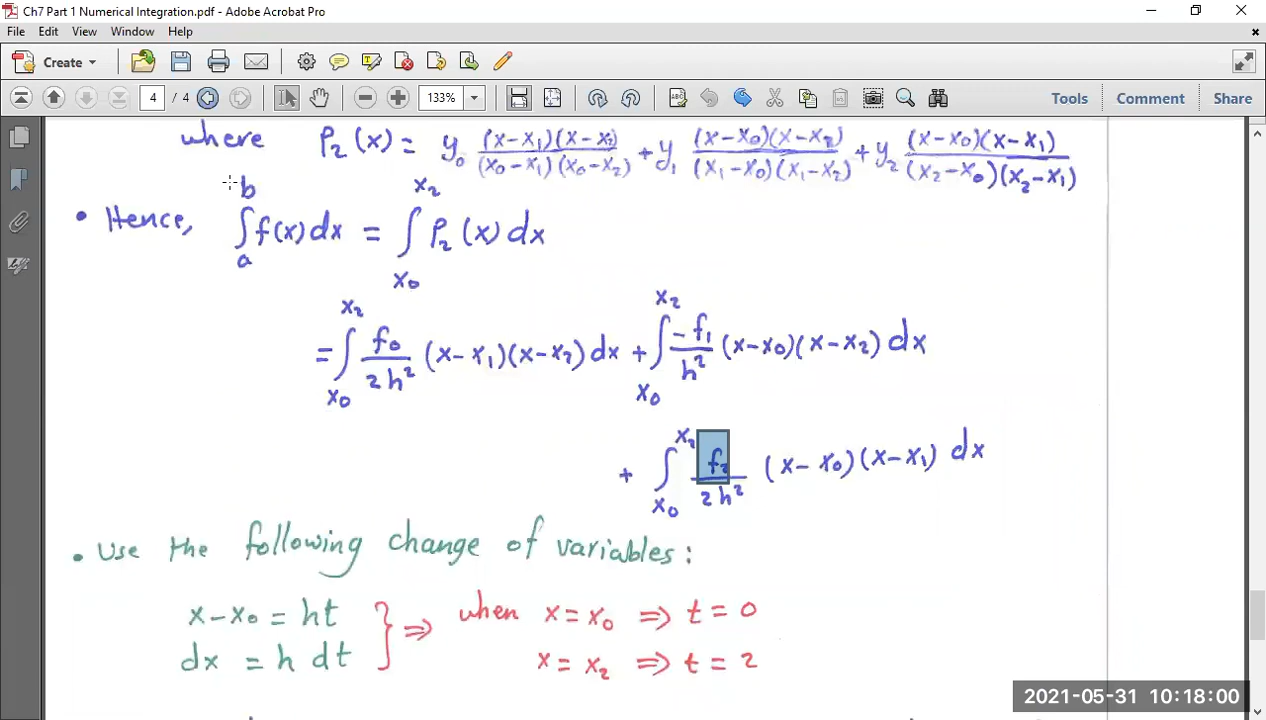 Ch7 Part 1 Numerical Integration.pdf - Adobe Acrobat Pro
File Edit View Window Help
Create
4 / 4 133% Tools Comment Share
where P₂(x) = y₀ (x-x₁)(x-x₂)/(x₀-x₁)(x₀-x₂) + y₁ (x-x₀)(x-x₂)/(x₁-x₀)(x₁-x₂) + y₂ (x-x₀)(x-x₁)/(x₂-x₀)(x₂-x₁)
• Hence, ∫ₐᵇ f(x) dx = ∫_{x₀}^{x₂} P₂(x) dx
= ∫_{x₀}^{x₂} f₀/2h² (x-x₁)(x-x₂) dx + ∫_{x₀}^{x₂} -f₁/h² (x-x₀)(x-x₂) dx
+ ∫_{x₀}^{x₂} f₂/2h² (x-x₀)(x-x₁) dx
• Use the following change of variables:
x-x₀ = ht } ⇒ when x = x₀ ⇒ t = 0
dx = h dt x = x₂ ⇒ t = 2
2021-05-31 10:18:00